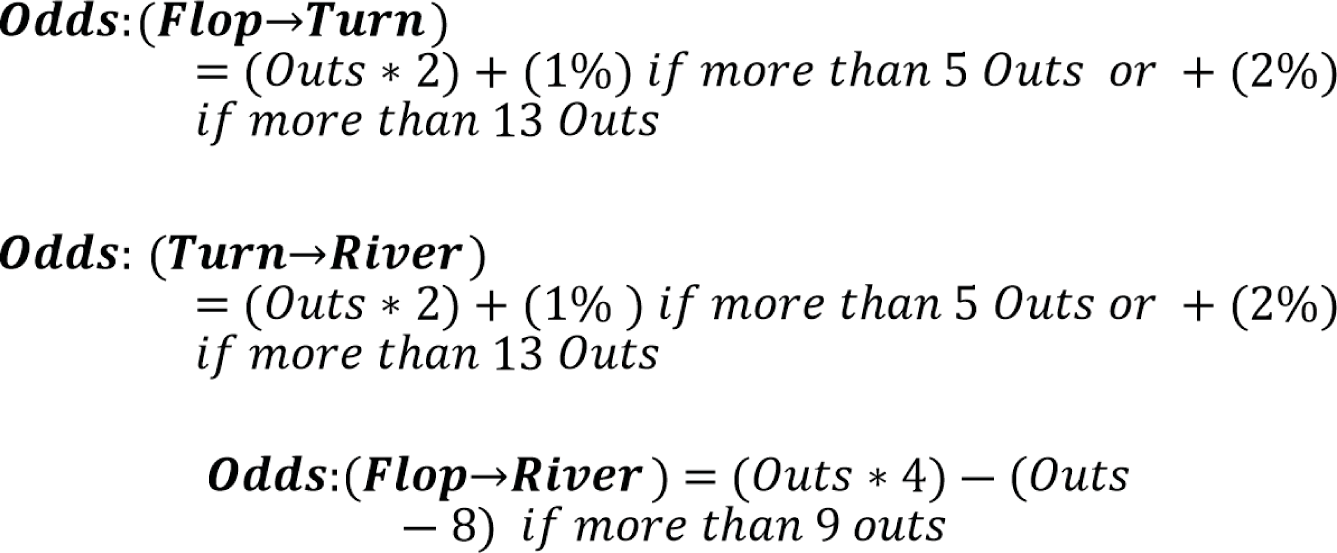 Odds:(Flop→Turn)
= (Outs ∗ 2) + (1%) if more than 5 Outs or + (2%)
if more than 13 Outs
Odds: (Turn→River)
= (Outs ∗ 2) + (1% ) if more than 5 Outs or + (2%)
if more than 13 Outs
Odds:(Flop→River ) = (Outs ∗ 4) − (Outs
− 8) if more than 9 outs